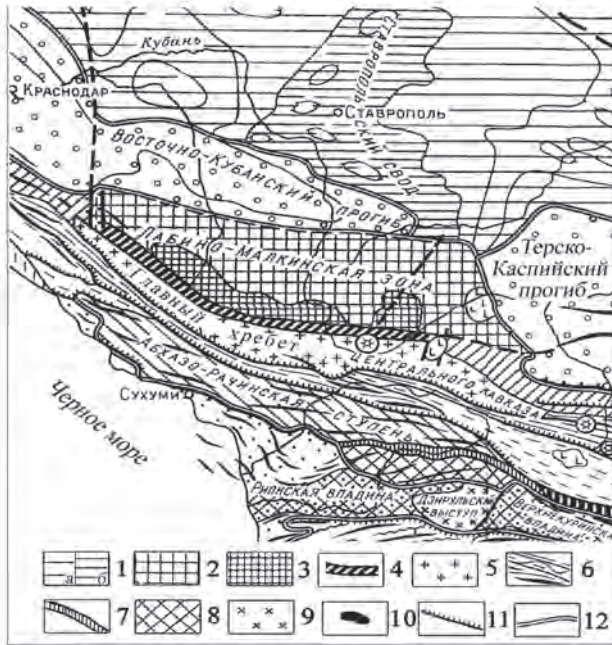 Кубань
КРАСНОДАР
СТАВРОПОЛЬСКИЙ СВОД
СТАВРОПОЛЬ
ВОСТОЧНО-КУБАНСКИЙ ПРОГИБ
ЛАБИНО-МАЛКИНСКАЯ ЗОНА
Терско-
Каспийский
прогиб
ГЛАВНЫЙ хребет ЦЕНТРАЛЬНОГО КАВКАЗА
АБХАЗО-РАЧИНСКАЯ СТУПЕНЬ
СУХУМИ
Черное море
ДЗИРУЛЬСКИЙ
ВЫСТУП
ВЕРХНЕКУРИНСКАЯ
ВПАДИНА
ВПАДИНА
а б 1 2 3 4 5 6
7 8 9 10 11 12